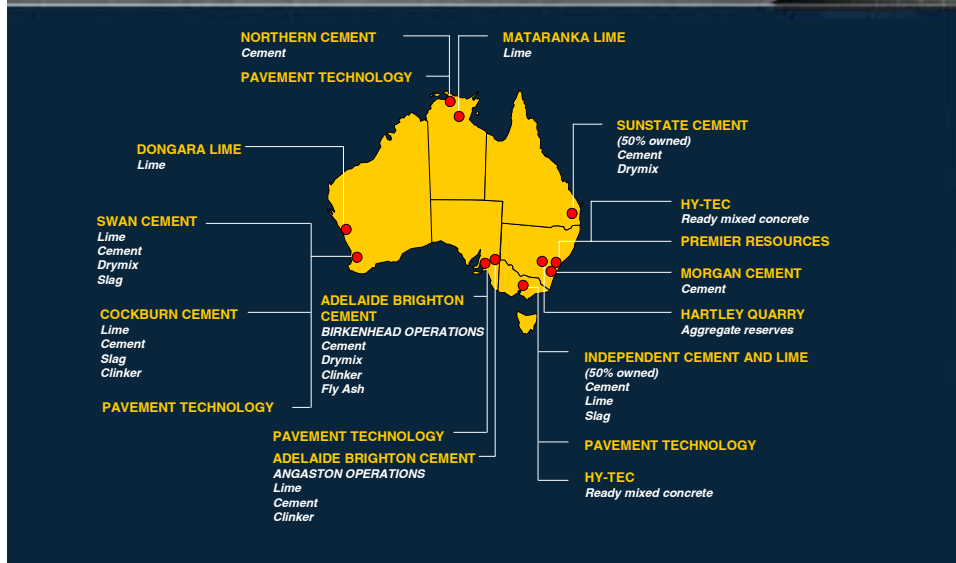 NORTHERN CEMENT
Cement
PAVEMENT TECHNOLOGY
MATARANKA LIME
Lime
SUNSTATE CEMENT
(50% owned)
Cement
Drymix
DONGARA LIME
Lime
HY-TEC
Ready mixed concrete
PREMIER RESOURCES
SWAN CEMENT
Lime
Cement
Drymix
Slag
MORGAN CEMENT
Cement
COCKBURN CEMENT
Lime
Cement
Slag
Clinker
ADELAIDE BRIGHTON
CEMENT
BIRKENHEAD OPERATIONS
Cement
Drymix
Clinker
Fly Ash
HARTLEY QUARRY
Aggregate reserves
INDEPENDENT CEMENT AND LIME
(50% owned)
Cement
Lime
Slag
PAVEMENT TECHNOLOGY
PAVEMENT TECHNOLOGY
ADELAIDE BRIGHTON CEMENT
ANGASTON OPERATIONS
Lime
Cement
Clinker
PAVEMENT TECHNOLOGY
HY-TEC
Ready mixed concrete